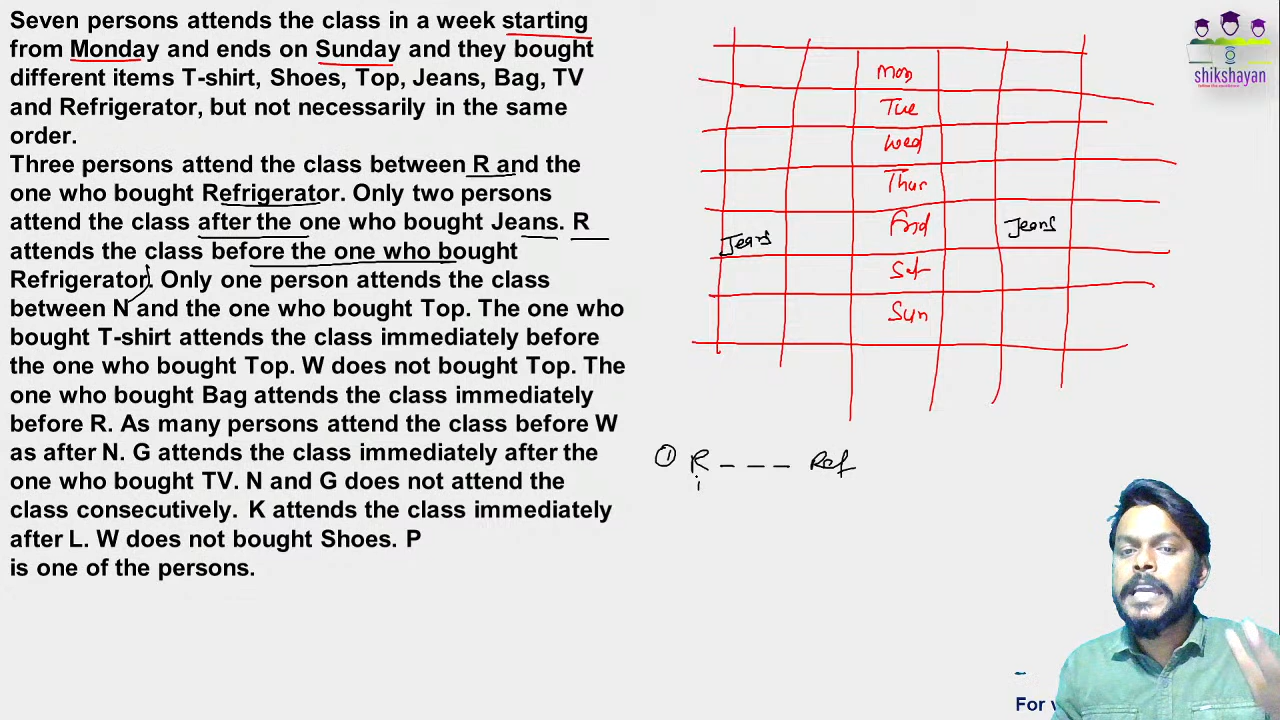 Seven persons attends the class in a week starting
from Monday and ends on Sunday and they bought
different items T-shirt, Shoes, Top, Jeans, Bag, TV
and Refrigerator, but not necessarily in the same
order.
Three persons attend the class between R and the
one who bought Refrigerator. Only two persons
attend the class after the one who bought Jeans. R
attends the class before the one who bought
Refrigerator. Only one person attends the class
between N and the one who bought Top. The one who
bought T-shirt attends the class immediately before
the one who bought Top. W does not bought Top. The
one who bought Bag attends the class immediately
before R. As many persons attend the class before W
as after N. G attends the class immediately after the
one who bought TV. N and G does not attend the
class consecutively. K attends the class immediately
after L. W does not bought Shoes. P
is one of the persons.
Mon
Tue
Wed
Thur
Jeans Jeans
Sat
Sun
① R - - - Ref
shikshayan
For